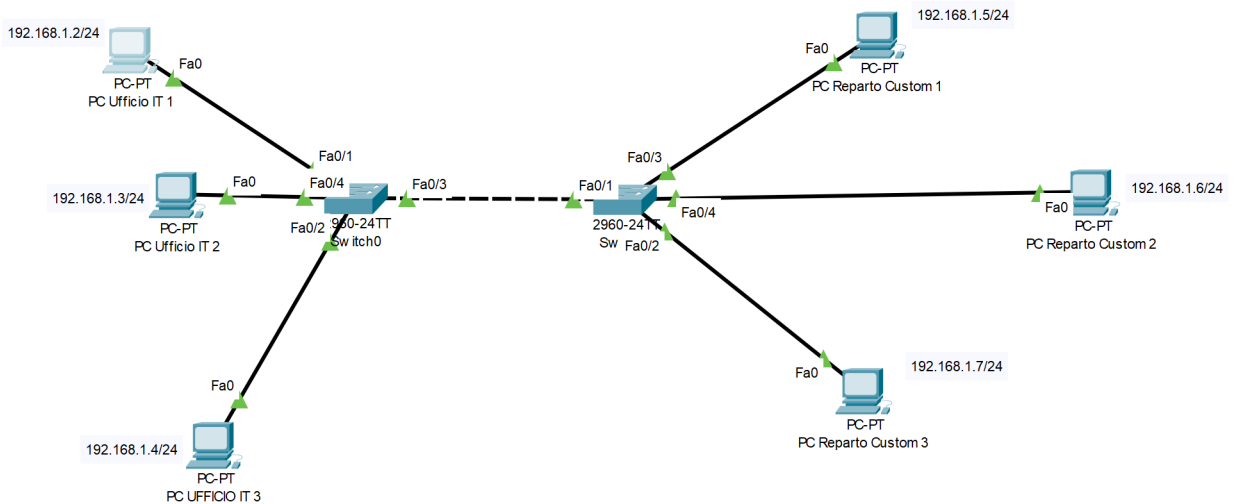 192.168.1.2/24
Fa0
PC-PT
PC Ufficio IT 1
Fa0/1
192.168.1.3/24
Fa0
Fa0/4
PC-PT
PC Ufficio IT 2
Fa0/2
Fa0/3
2960-24TT
Switch0
192.168.1.4/24
Fa0
PC-PT
PC UFFICIO IT 3
Fa0/1
Fa0/3
Fa0/4
2960-24TT
Sw
Fa0/2
192.168.1.5/24
Fa0
PC-PT
PC Reparto Custom 1
192.168.1.6/24
Fa0
PC-PT
PC Reparto Custom 2
192.168.1.7/24
Fa0
PC-PT
PC Reparto Custom 3